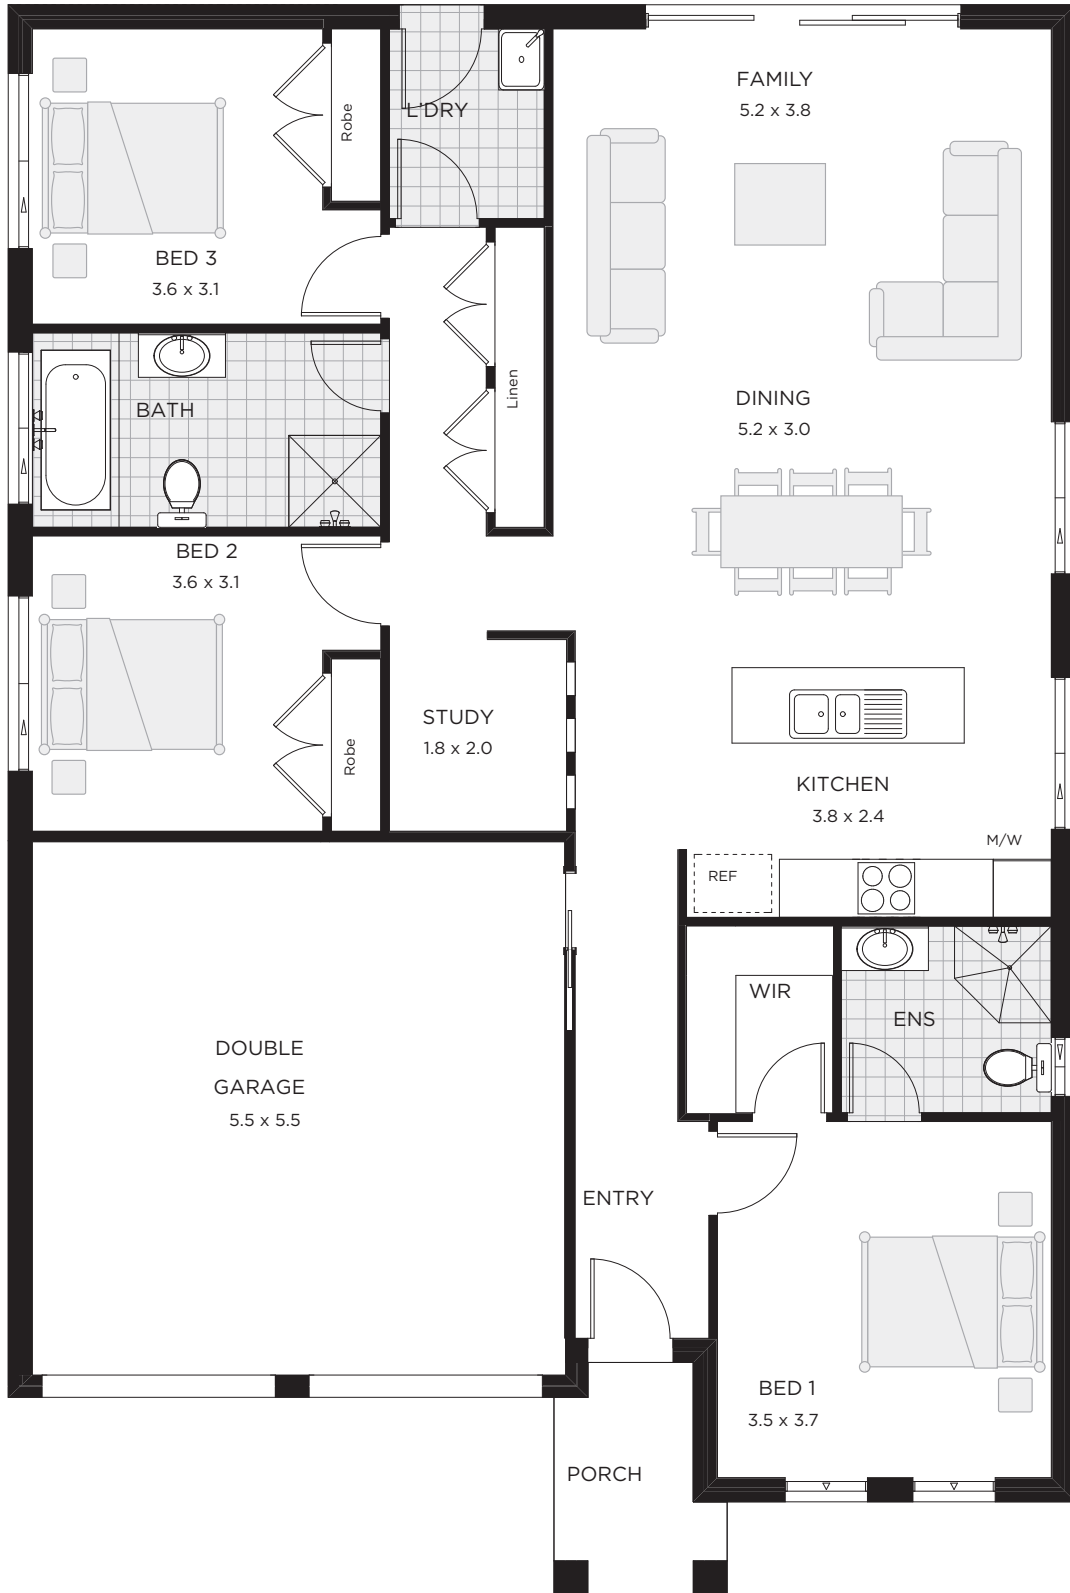 FAMILY
5.2 x 3.8
L'DRY
Robe
BED 3
3.6 x 3.1
Linen
DINING
5.2 x 3.0
BATH
BED 2
3.6 x 3.1
STUDY
1.8 x 2.0
Robe
KITCHEN
3.8 x 2.4
M/W
REF
WIR
ENS
DOUBLE
GARAGE
5.5 x 5.5
ENTRY
BED 1
3.5 x 3.7
PORCH